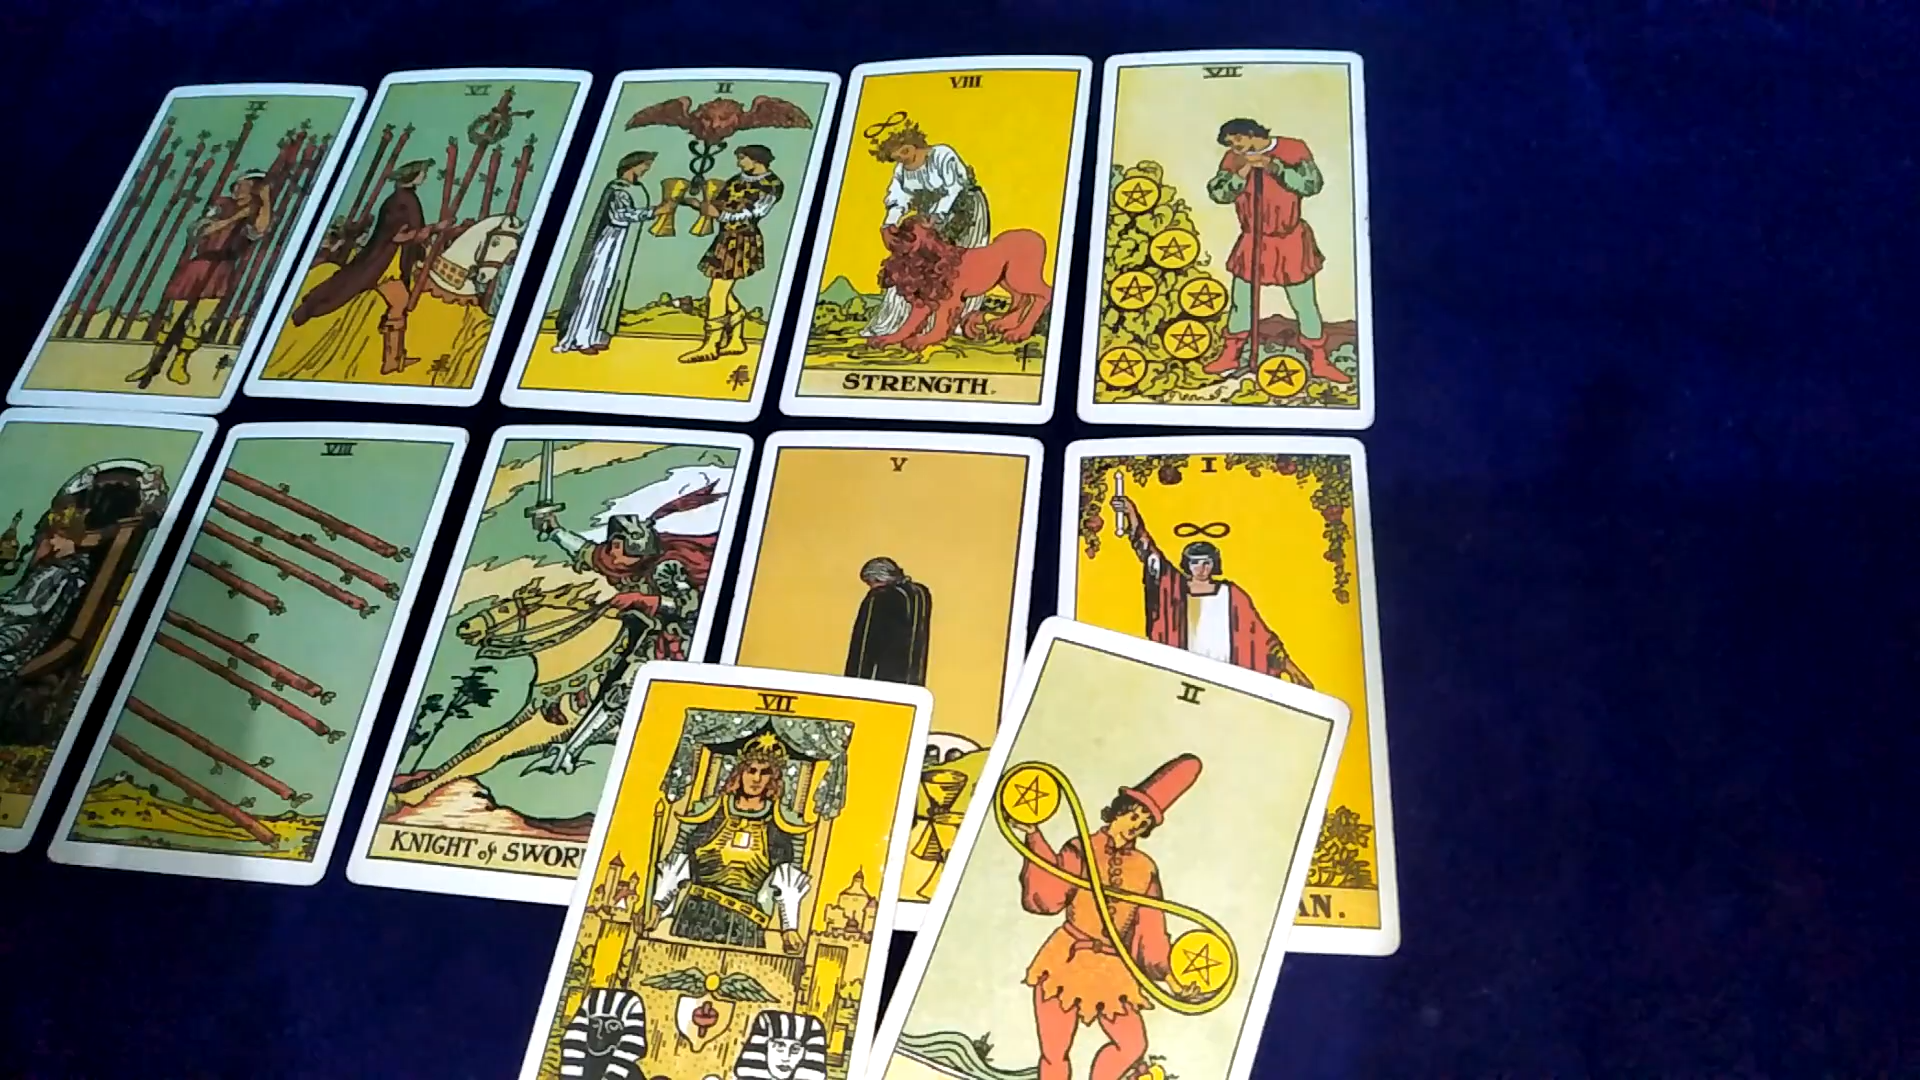 IX
VI
II
VIII
VII
STRENGTH.
VIII
V
I
KNIGHT of SWOR
VII
II
AN.